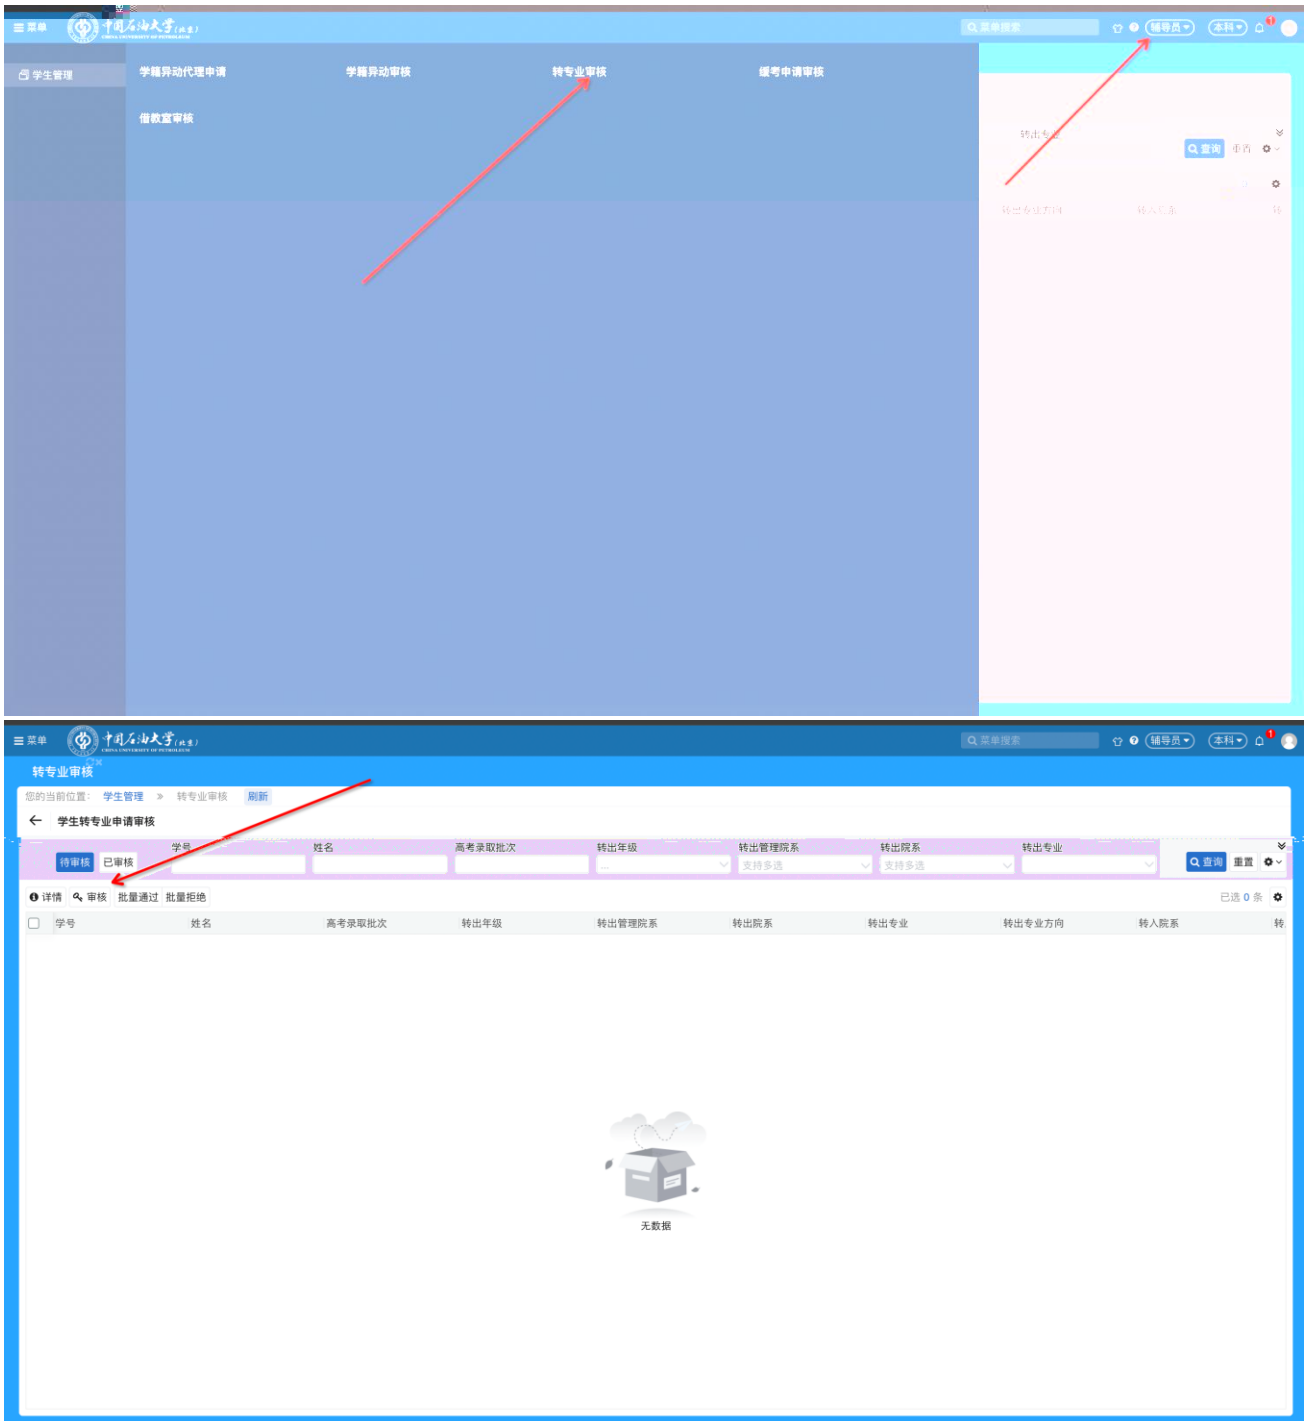 菜单 中国石油大学(北京) 菜单搜索 辅导员 本科 1
CHINA UNIVERSITY OF PETROLEUM
学生管理 学籍异动代理申请 学籍异动审核 转专业审核 缓考申请审核
借教室审核
转出专业
查询
转出专业方向 转入院系 转
菜单 中国石油大学(北京) 菜单搜索 辅导员 本科 1
CHINA UNIVERSITY OF PETROLEUM
转专业审核
您的当前位置: 学生管理 » 转专业审核 刷新
← 学生转专业申请审核
学号 姓名 高考录取批次 转出年级 转出管理院系 转出院系 转出专业
待审核 已审核 ... 支持多选 支持多选 查询 重置
详情 审核 批量通过 批量拒绝 已选 0 条
学号 姓名 高考录取批次 转出年级 转出管理院系 转出院系 转出专业 转出专业方向 转入院系 转
无数据